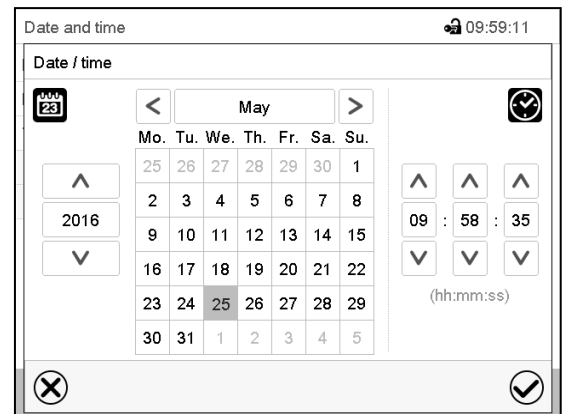 Date and time 09:59:11
Date / time
23
< May >
Mo. Tu. We. Th. Fr. Sa. Su.
25 26 27 28 29 30 1
2 3 4 5 6 7 8
2016 09 : 58 : 35
9 10 11 12 13 14 15
16 17 18 19 20 21 22
(hh:mm:ss)
23 24 25 26 27 28 29
30 31 1 2 3 4 5